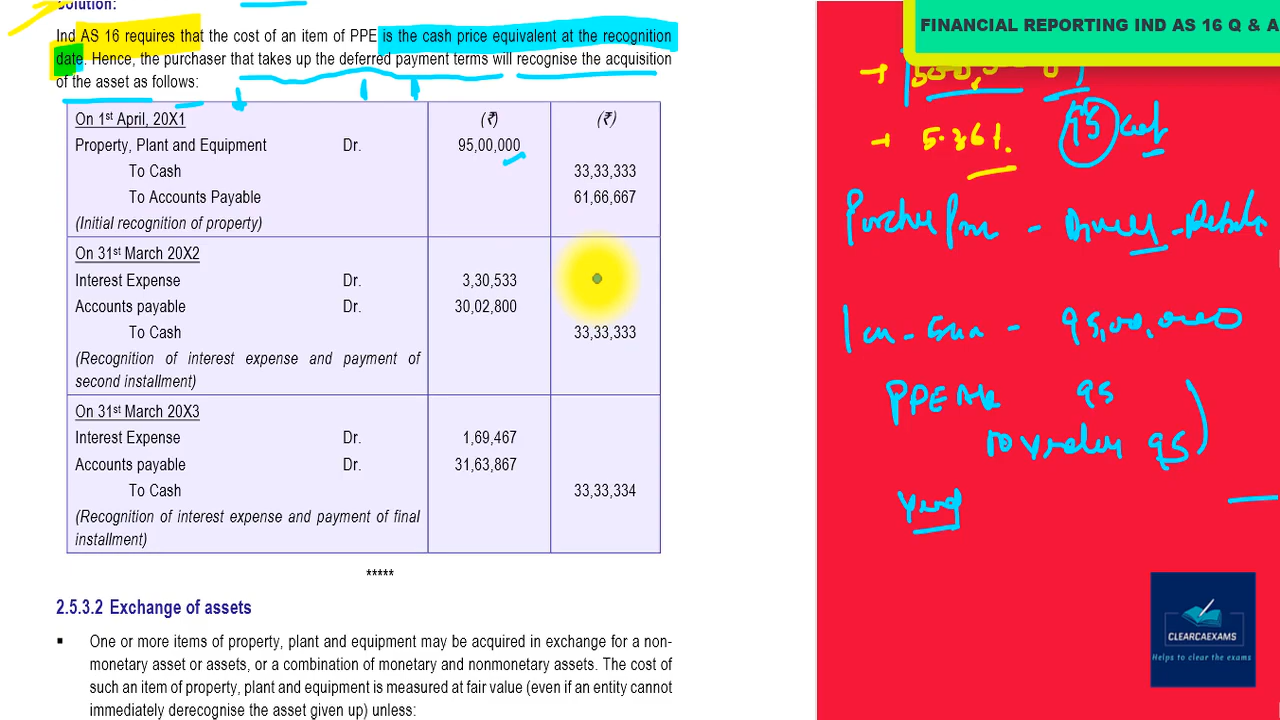 Solution:
Ind AS 16 requires that the cost of an item of PPE is the cash price equivalent at the recognition
date. Hence, the purchaser that takes up the deferred payment terms will recognise the acquisition
of the asset as follows:
On 1st April, 20X1 (₹) (₹)
Property, Plant and Equipment Dr. 95,00,000
To Cash 33,33,333
To Accounts Payable 61,66,667
(Initial recognition of property)
On 31st March 20X2
Interest Expense Dr. 3,30,533
Accounts payable Dr. 30,02,800
To Cash 33,33,333
(Recognition of interest expense and payment of
second installment)
On 31st March 20X3
Interest Expense Dr. 1,69,467
Accounts payable Dr. 31,63,867
To Cash 33,33,334
(Recognition of interest expense and payment of final
installment)
*****
2.5.3.2 Exchange of assets
▪ One or more items of property, plant and equipment may be acquired in exchange for a non-
monetary asset or assets, or a combination of monetary and nonmonetary assets. The cost of
such an item of property, plant and equipment is measured at fair value (even if an entity cannot
immediately derecognise the asset given up) unless:
FINANCIAL REPORTING IND AS 16 Q & A
5.36%.
95
95,00,000
PPE 95
95
CLEARCAEXAMS
Helps to clear the exams